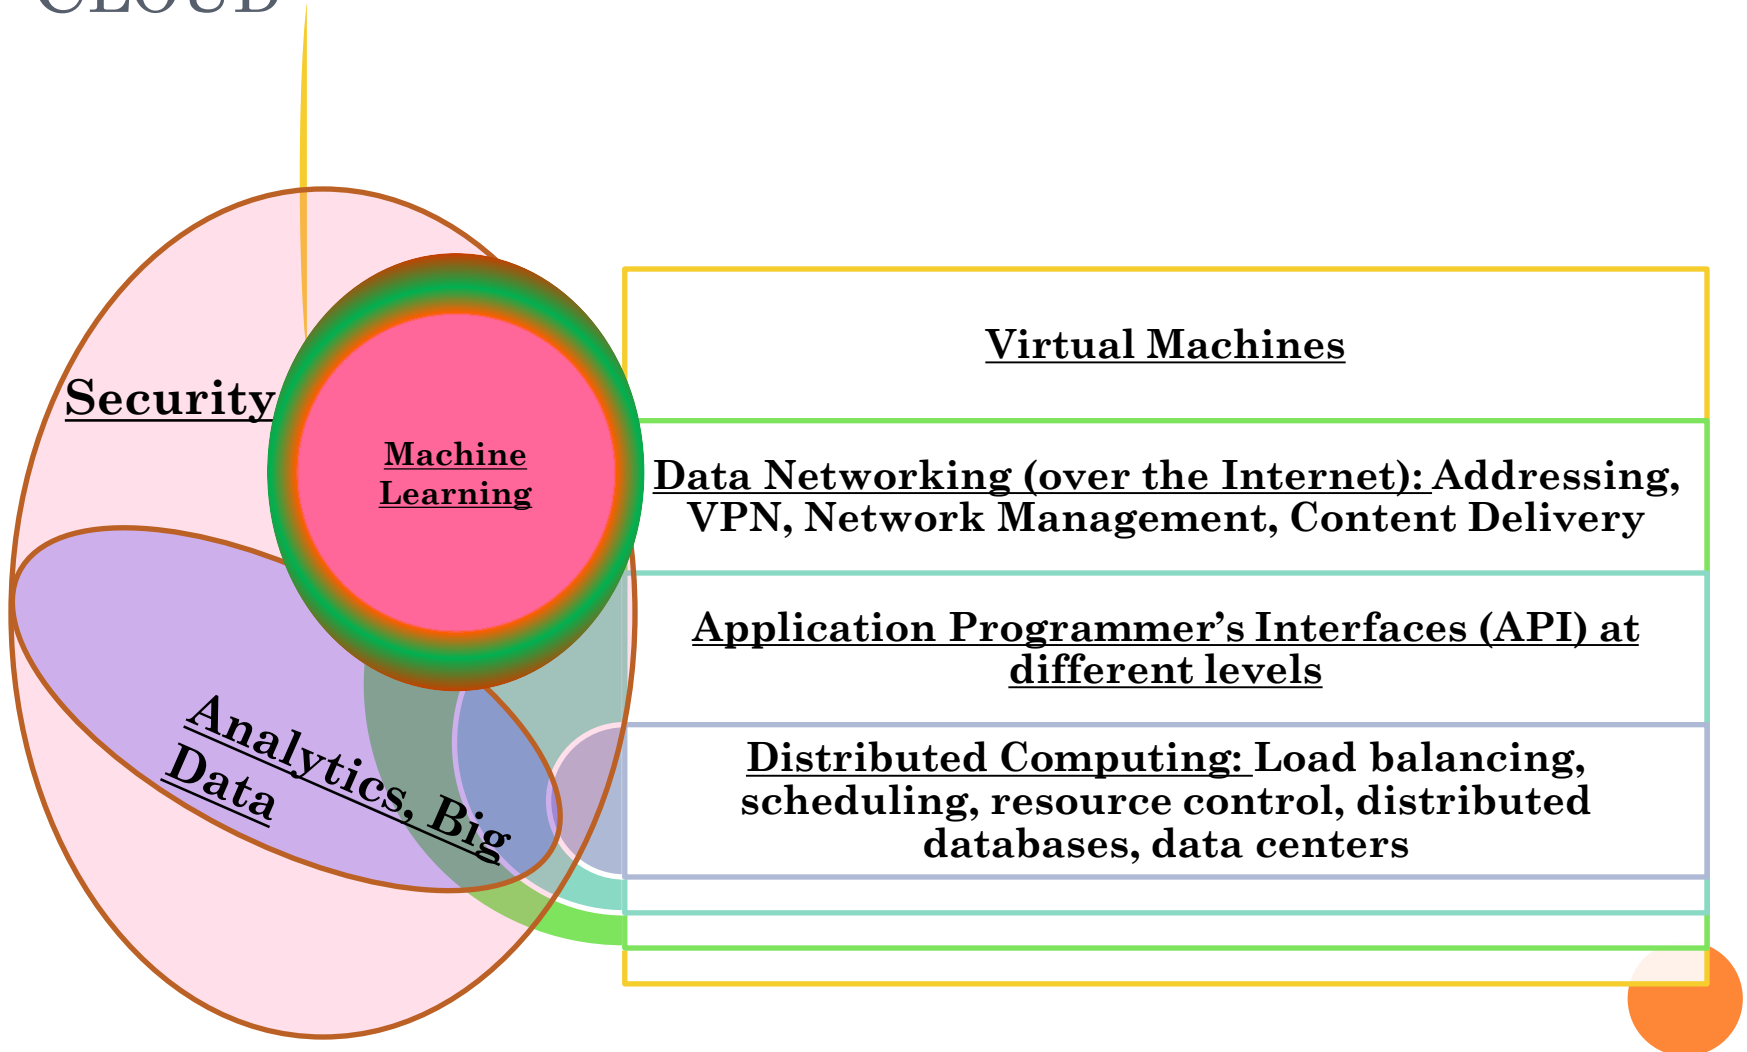 CLOUD
Security
Machine
Learning
Analytics, Big
Data
Virtual Machines
Data Networking (over the Internet): Addressing,
VPN, Network Management, Content Delivery
Application Programmer’s Interfaces (API) at
different levels
Distributed Computing: Load balancing,
scheduling, resource control, distributed
databases, data centers